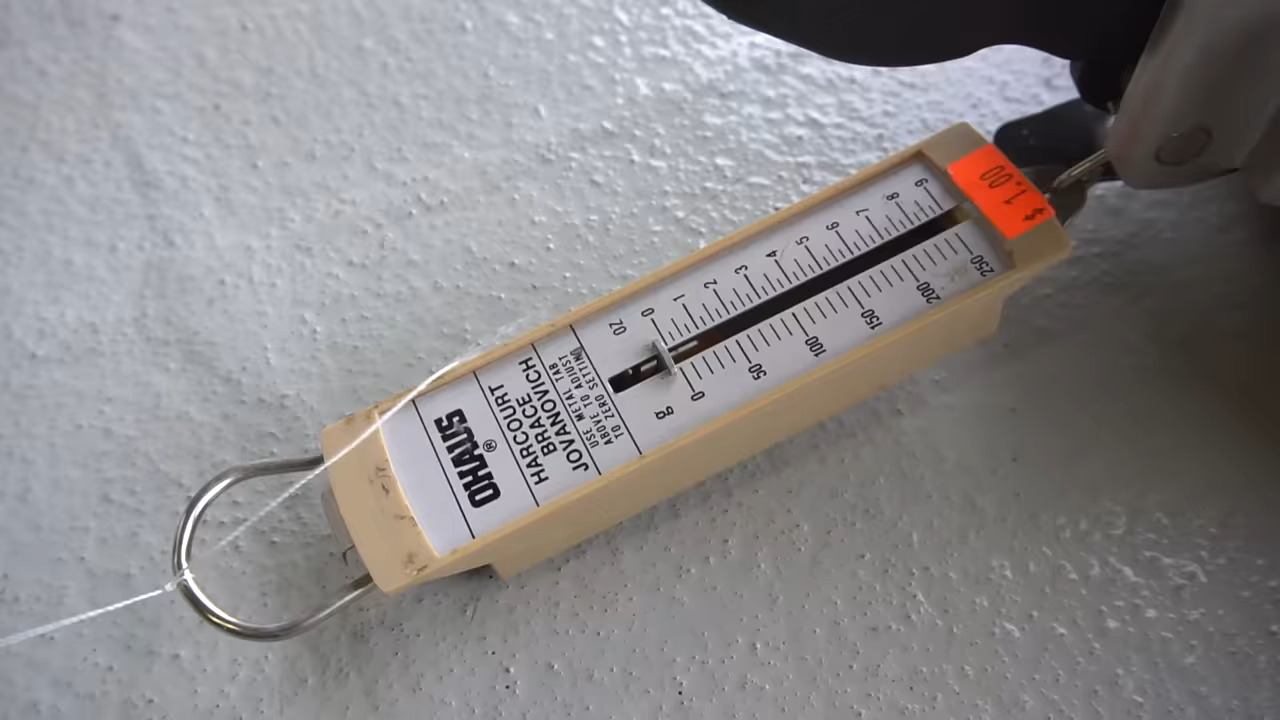 OHAUS®
HARCOURT
BRACE
JOVANOVICH
USE METAL TAB
ABOVE TO ADJUST
TO ZERO SETTING
OZ
0 1 2 3 4 5 6 7 8 9
g
0 50 100 150 200 250
$1.00